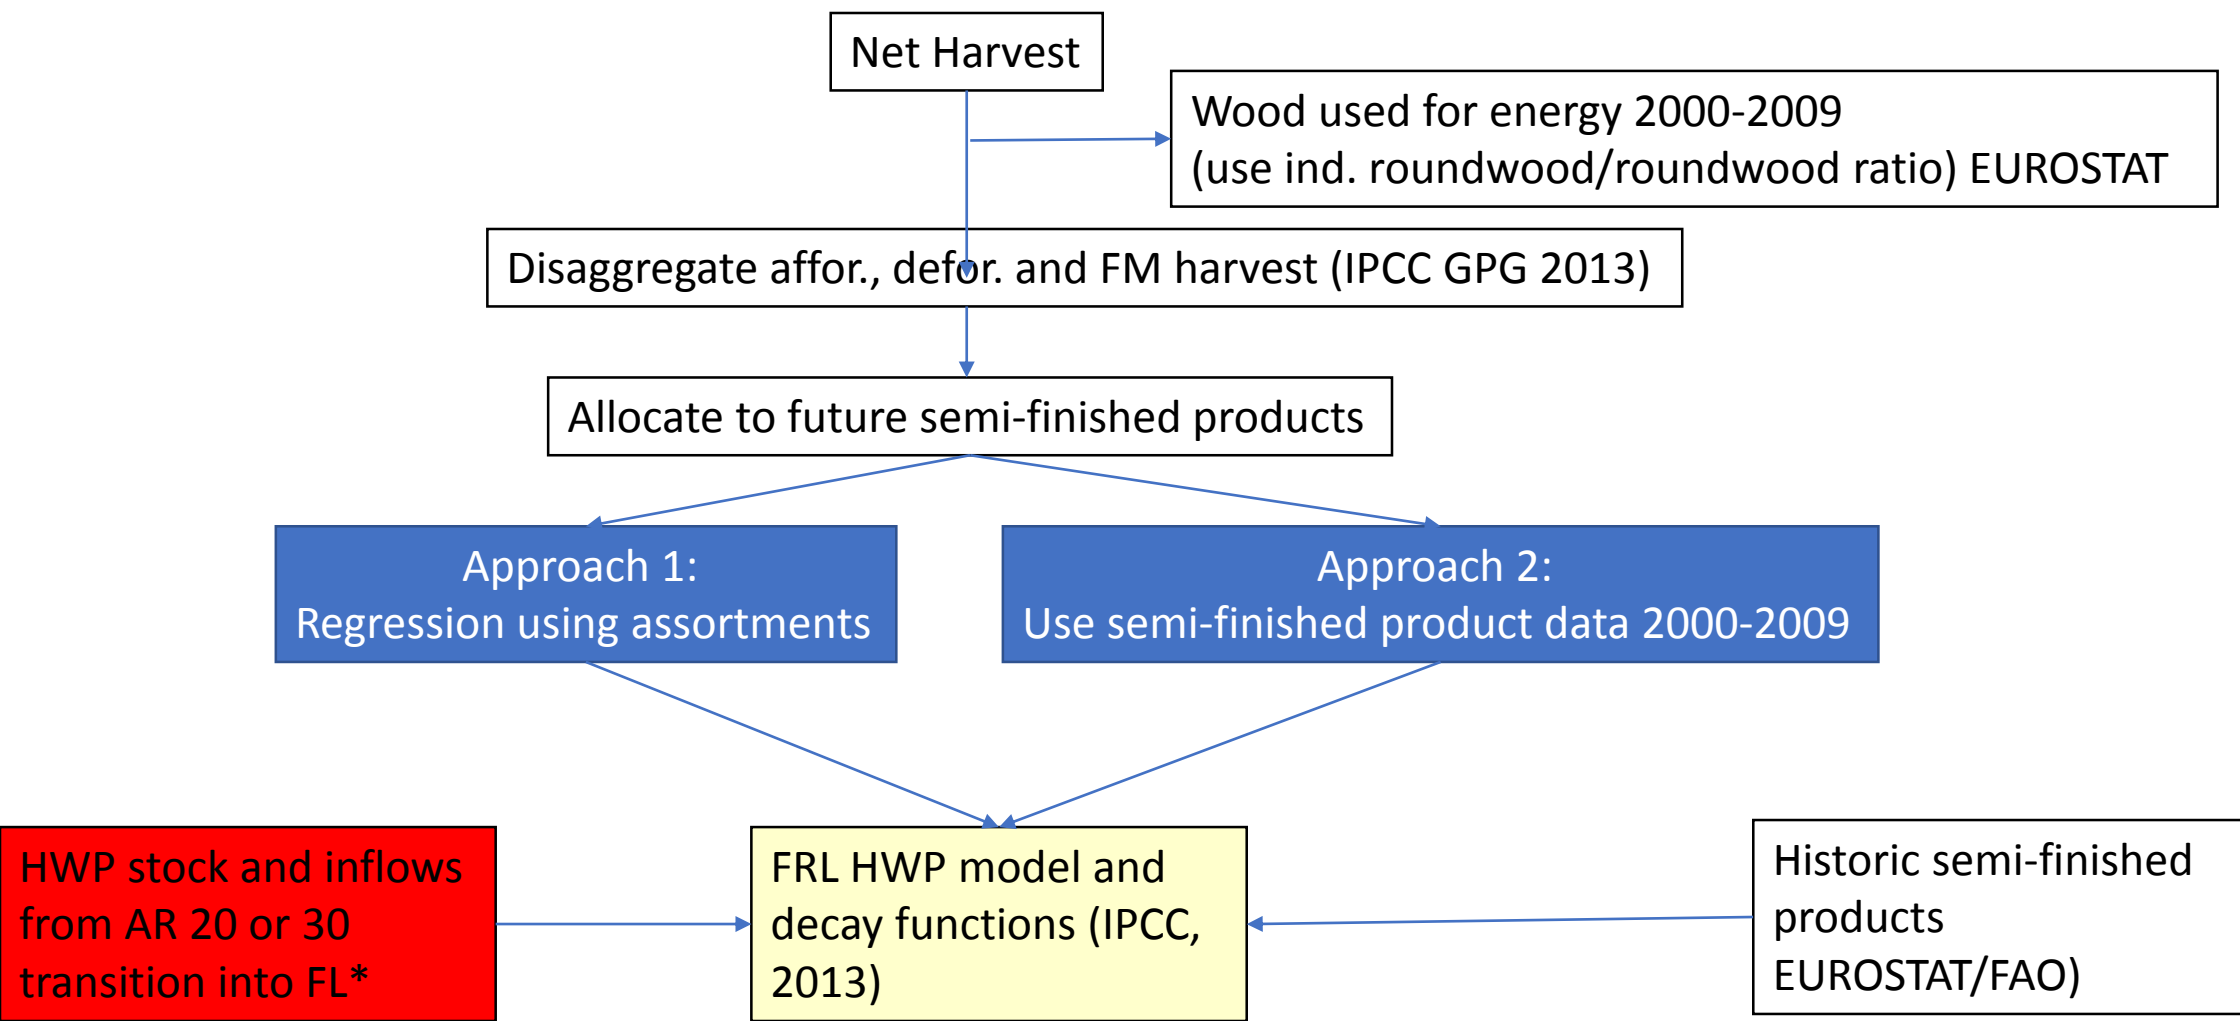 Net Harvest
Wood used for energy 2000-2009
(use ind. roundwood/roundwood ratio) EUROSTAT
Disaggregate affor., defor. and FM harvest (IPCC GPG 2013)
Allocate to future semi-finished products
Approach 1:
Regression using assortments
Approach 2:
Use semi-finished product data 2000-2009
HWP stock and inflows
from AR 20 or 30
transition into FL*
FRL HWP model and
decay functions (IPCC,
2013)
Historic semi-finished
products
EUROSTAT/FAO)